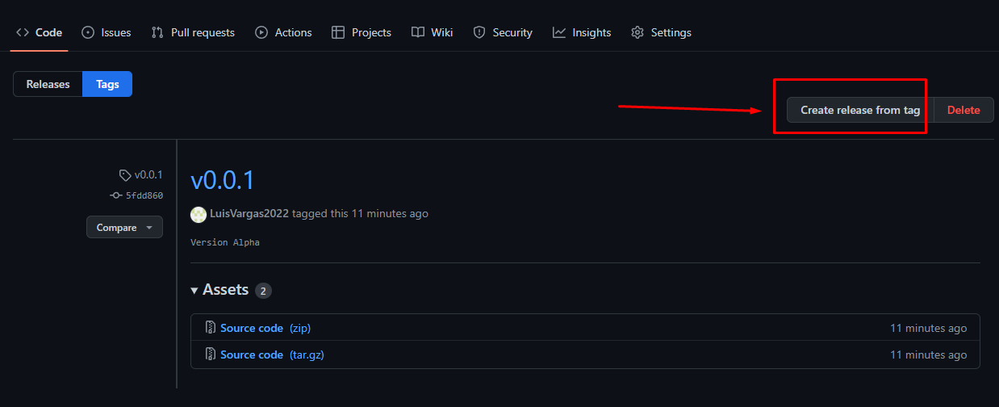 Code Issues Pull requests Actions Projects Wiki Security Insights Settings
Releases Tags
Create release from tag Delete
v0.0.1
5fdd860
Compare
v0.0.1
LuisVargas2022 tagged this 11 minutes ago
Version Alpha
Assets 2
Source code (zip) 11 minutes ago
Source code (tar.gz) 11 minutes ago